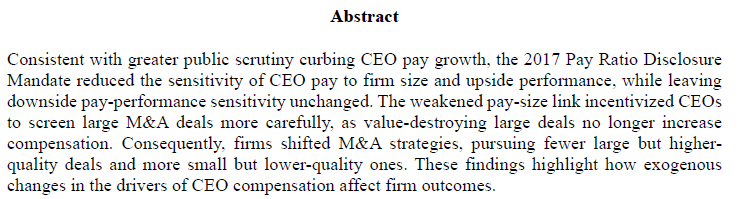 Abstract
Consistent with greater public scrutiny curbing CEO pay growth, the 2017 Pay Ratio Disclosure
Mandate reduced the sensitivity of CEO pay to firm size and upside performance, while leaving
downside pay-performance sensitivity unchanged. The weakened pay-size link incentivized CEOs
to screen large M&A deals more carefully, as value-destroying large deals no longer increase
compensation. Consequently, firms shifted M&A strategies, pursuing fewer large but higher-
quality deals and more small but lower-quality ones. These findings highlight how exogenous
changes in the drivers of CEO compensation affect firm outcomes.